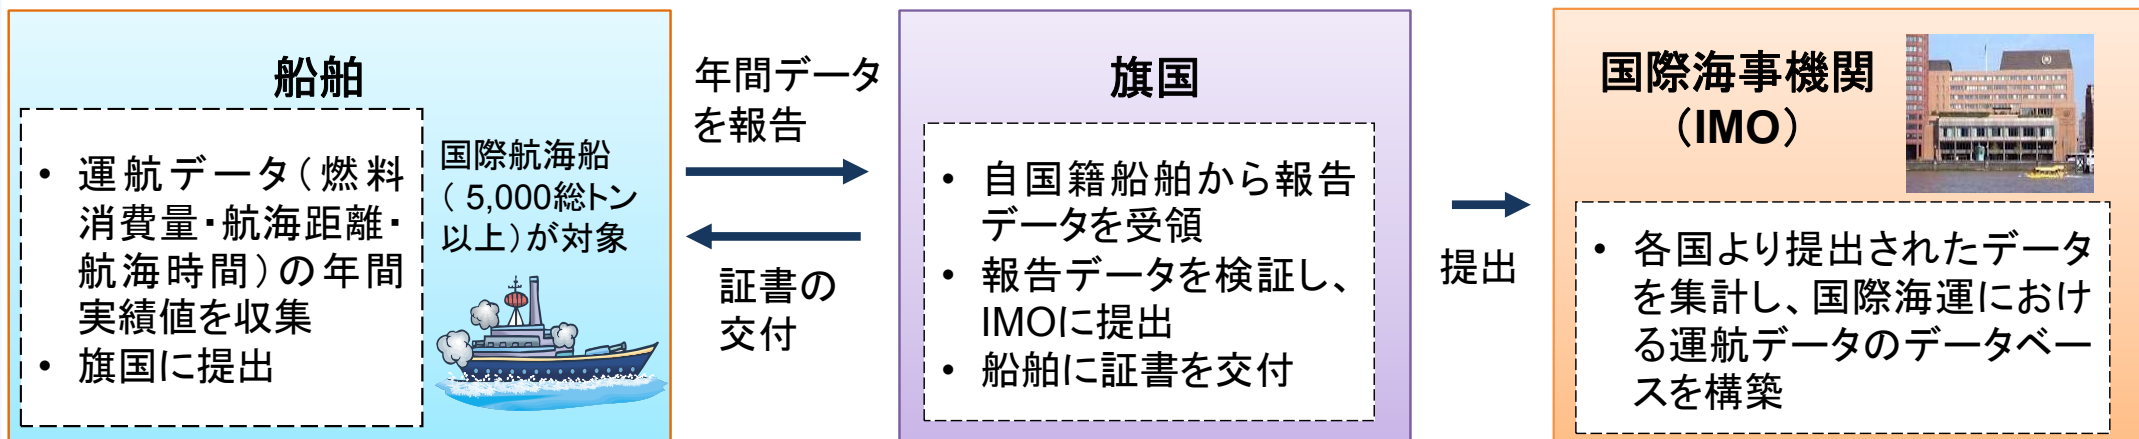 船舶
• 運航データ（燃料
消費量・航海距離・
航海時間）の年間
実績値を収集
• 旗国に提出
国際航海船
（ 5,000総トン
以上）が対象
年間データ
を報告
証書の
交付
旗国
• 自国籍船舶から報告
データを受領
• 報告データを検証し、
IMOに提出
• 船舶に証書を交付
提出
国際海事機関
（IMO）
• 各国より提出されたデータ
を集計し、国際海運におけ
る運航データのデータベー
スを構築